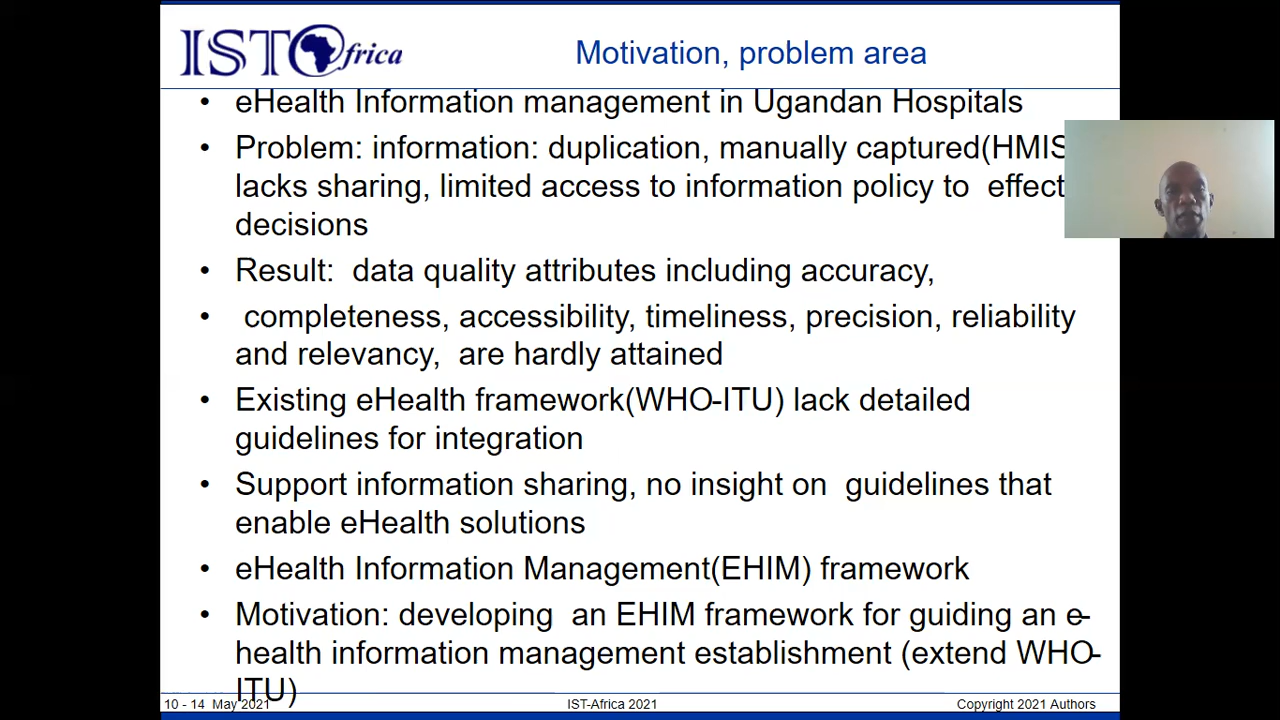 IST Africa
Motivation, problem area
• eHealth Information management in Ugandan Hospitals
• Problem: information: duplication, manually captured(HMIS
lacks sharing, limited access to information policy to effect
decisions
• Result: data quality attributes including accuracy,
• completeness, accessibility, timeliness, precision, reliability
and relevancy, are hardly attained
• Existing eHealth framework(WHO-ITU) lack detailed
guidelines for integration
• Support information sharing, no insight on guidelines that
enable eHealth solutions
• eHealth Information Management(EHIM) framework
• Motivation: developing an EHIM framework for guiding an e-
health information management establishment (extend WHO-
ITU)
10 - 14 May 2021
IST-Africa 2021
Copyright 2021 Authors